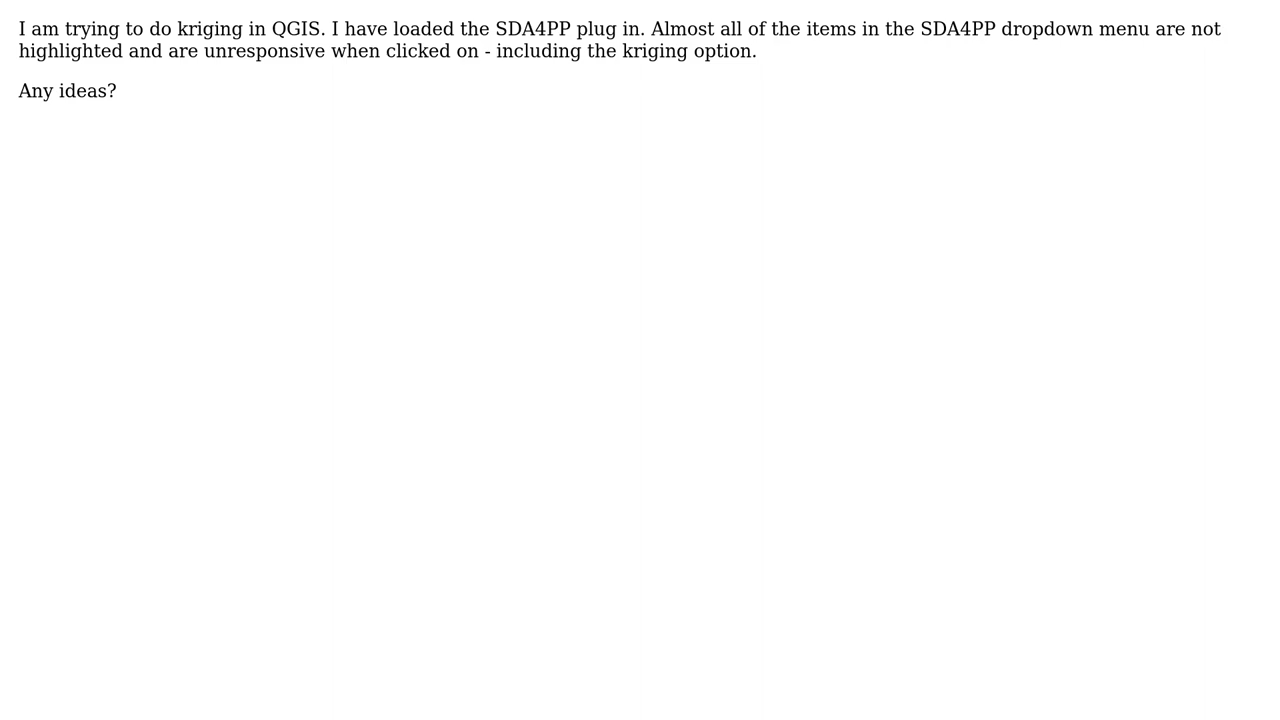 I am trying to do kriging in QGIS. I have loaded the SDA4PP plug in. Almost all of the items in the SDA4PP dropdown menu are not
highlighted and are unresponsive when clicked on - including the kriging option.
Any ideas?